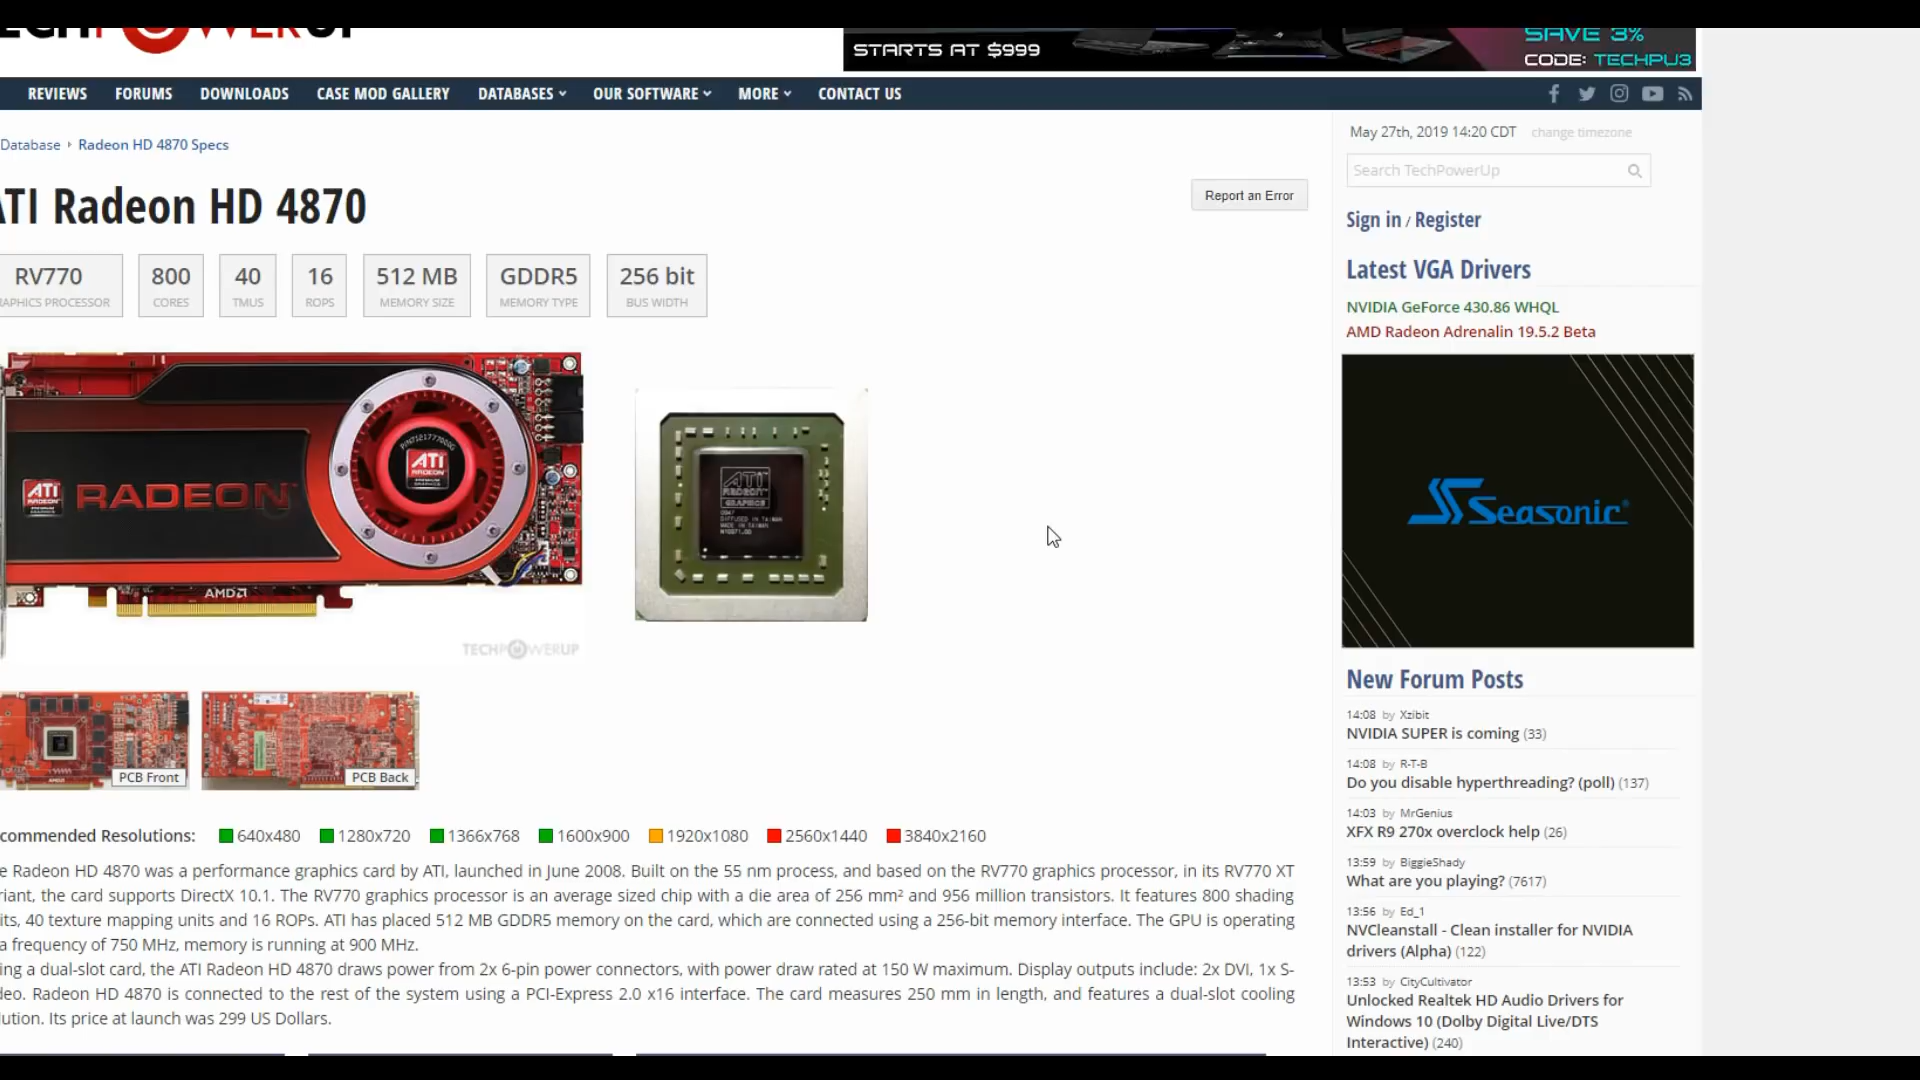 STARTS AT $999
SAVE 3%
CODE: TECHPU3
REVIEWS FORUMS DOWNLOADS CASE MOD GALLERY DATABASES OUR SOFTWARE MORE CONTACT US
Database Radeon HD 4870 Specs
May 27th, 2019 14:20 CDT change timezone
Search TechPowerUp
ATI Radeon HD 4870
Report an Error
Sign in / Register
RV770
800
40
16
512 MB
GDDR5
256 bit
RAPHICS PROCESSOR
CORES
TMUS
ROPS
MEMORY SIZE
MEMORY TYPE
BUS WIDTH
Latest VGA Drivers
NVIDIA GeForce 430.86 WHQL
AMD Radeon Adrenalin 19.5.2 Beta
ATI RADEON
RADEON
ATI RADEON
AMD
TECHPOWERUP
ATI
RADEON
GRAPHICS
DIFFUSED IN TAIWAN
MADE IN TAIWAN
Seasonic
PCB Front
PCB Back
commended Resolutions: 640x480 1280x720 1366x768 1600x900 1920x1080 2560x1440 3840x2160
e Radeon HD 4870 was a performance graphics card by ATI, launched in June 2008. Built on the 55 nm process, and based on the RV770 graphics processor, in its RV770 XT
riant, the card supports DirectX 10.1. The RV770 graphics processor is an average sized chip with a die area of 256 mm² and 956 million transistors. It features 800 shading
its, 40 texture mapping units and 16 ROPs. ATI has placed 512 MB GDDR5 memory on the card, which are connected using a 256-bit memory interface. The GPU is operating
a frequency of 750 MHz, memory is running at 900 MHz.
ing a dual-slot card, the ATI Radeon HD 4870 draws power from 2x 6-pin power connectors, with power draw rated at 150 W maximum. Display outputs include: 2x DVI, 1x S-
deo. Radeon HD 4870 is connected to the rest of the system using a PCI-Express 2.0 x16 interface. The card measures 250 mm in length, and features a dual-slot cooling
lution. Its price at launch was 299 US Dollars.
New Forum Posts
14:08 by Xzibit
NVIDIA SUPER is coming (33)
14:08 by R-T-B
Do you disable hyperthreading? (poll) (137)
14:03 by MrGenius
XFX R9 270x overclock help (26)
13:59 by BiggieShady
What are you playing? (7617)
13:56 by Ed_1
NVCleanstall - Clean installer for NVIDIA
drivers (Alpha) (122)
13:53 by CityCultivator
Unlocked Realtek HD Audio Drivers for
Windows 10 (Dolby Digital Live/DTS
Interactive) (240)